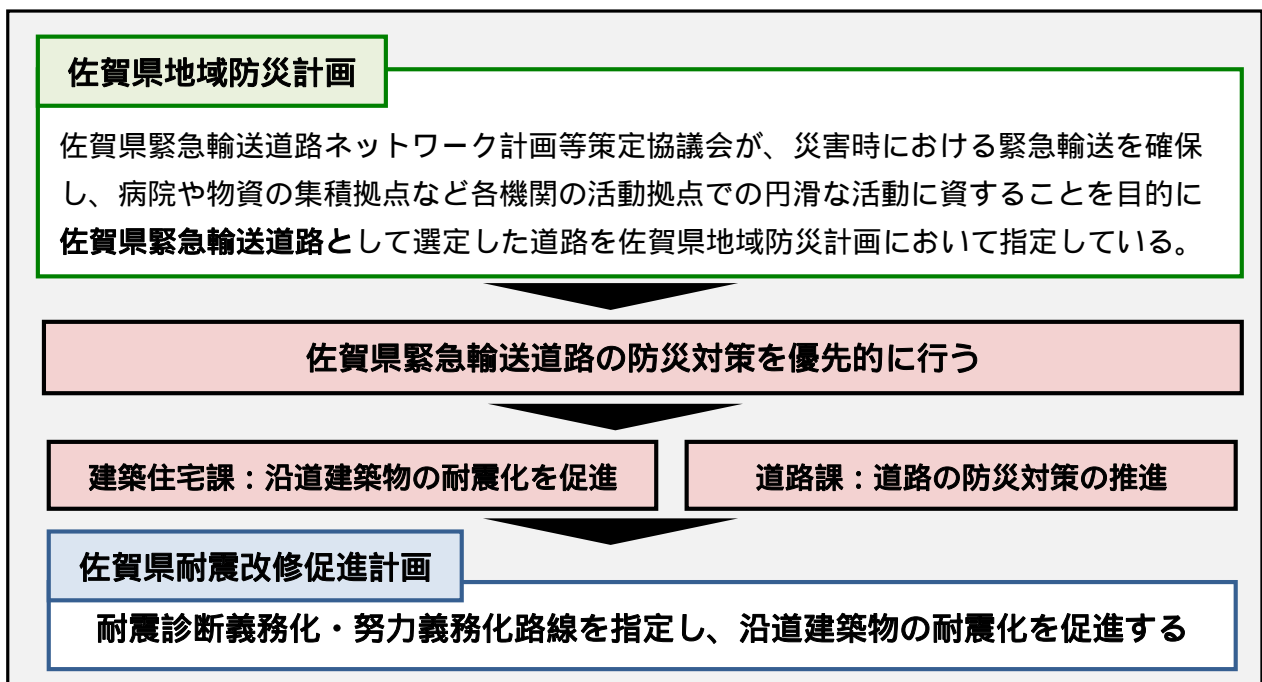 佐賀県地域防災計画
佐賀県緊急輸送道路ネットワーク計画等策定協議会が、災害時における緊急輸送を確保
し、病院や物資の集積拠点など各機関の活動拠点での円滑な活動に資することを目的に
佐賀県緊急輸送道路として選定した道路を佐賀県地域防災計画において指定している。
佐賀県緊急輸送道路の防災対策を優先的に行う
建築住宅課：沿道建築物の耐震化を促進
道路課：道路の防災対策の推進
佐賀県耐震改修促進計画
耐震診断義務化・努力義務化路線を指定し、沿道建築物の耐震化を促進する